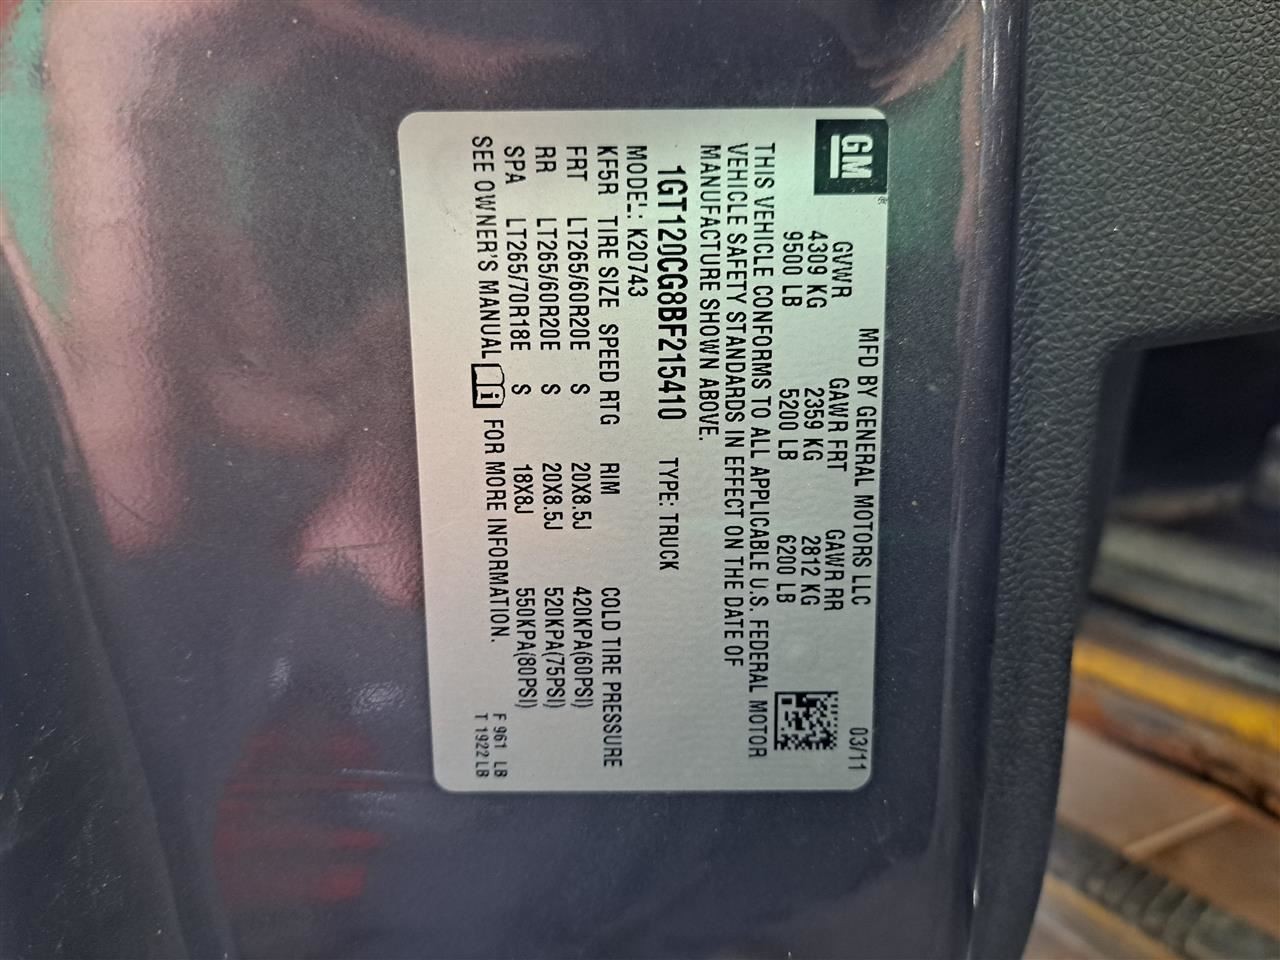 GM
MFD BY GENERAL MOTORS LLC 03/11
GVWR GAWR FRT GAWR RR
4309 KG 2359 KG 2812 KG
9500 LB 5200 LB 6200 LB
THIS VEHICLE CONFORMS TO ALL APPLICABLE U.S. FEDERAL MOTOR
VEHICLE SAFETY STANDARDS IN EFFECT ON THE DATE OF
MANUFACTURE SHOWN ABOVE.
1GT120CG8BF215410 TYPE: TRUCK
MODEL: K20743
KF5R TIRE SIZE SPEED RTG RIM COLD TIRE PRESSURE
FRT LT265/60R20E S 20X8.5J 420KPA(60PSI)
RR LT265/60R20E S 20X8.5J 520KPA(75PSI)
SPA LT265/70R18E S 18X8J 550KPA(80PSI)
SEE OWNER'S MANUAL i FOR MORE INFORMATION.
F 961 LB
T 1922 LB